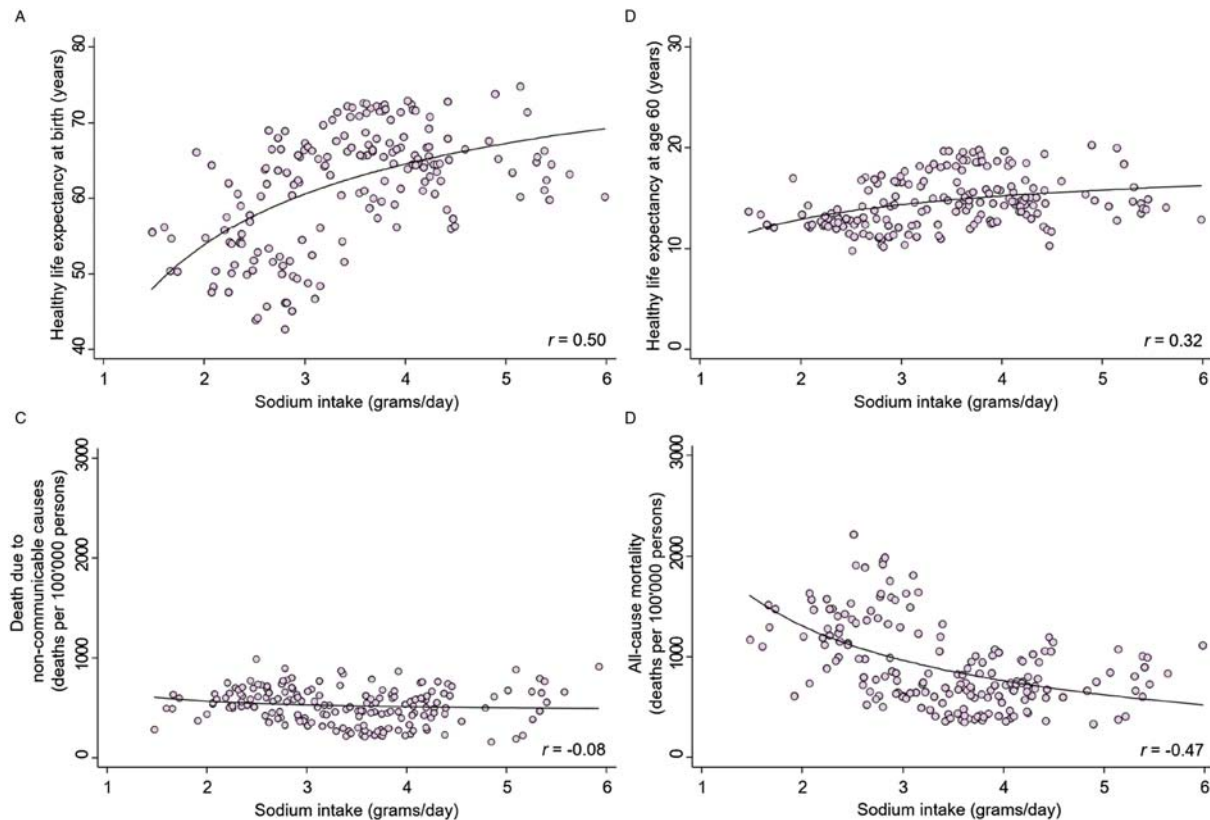 A
Healthy life expectancy at birth (years)
80
70
60
50
40
r = 0.50
1 2 3 4 5 6
Sodium intake (grams/day)
D
Healthy life expectancy at age 60 (years)
30
20
10
0
r = 0.32
1 2 3 4 5 6
Sodium intake (grams/day)
C
Death due to
non-communicable causes
(deaths per 100'000 persons)
3000
2000
1000
0
r = -0.08
1 2 3 4 5 6
Sodium intake (grams/day)
D
All-cause mortality
(deaths per 100'000 persons)
3000
2000
1000
0
r = -0.47
1 2 3 4 5 6
Sodium intake (grams/day)